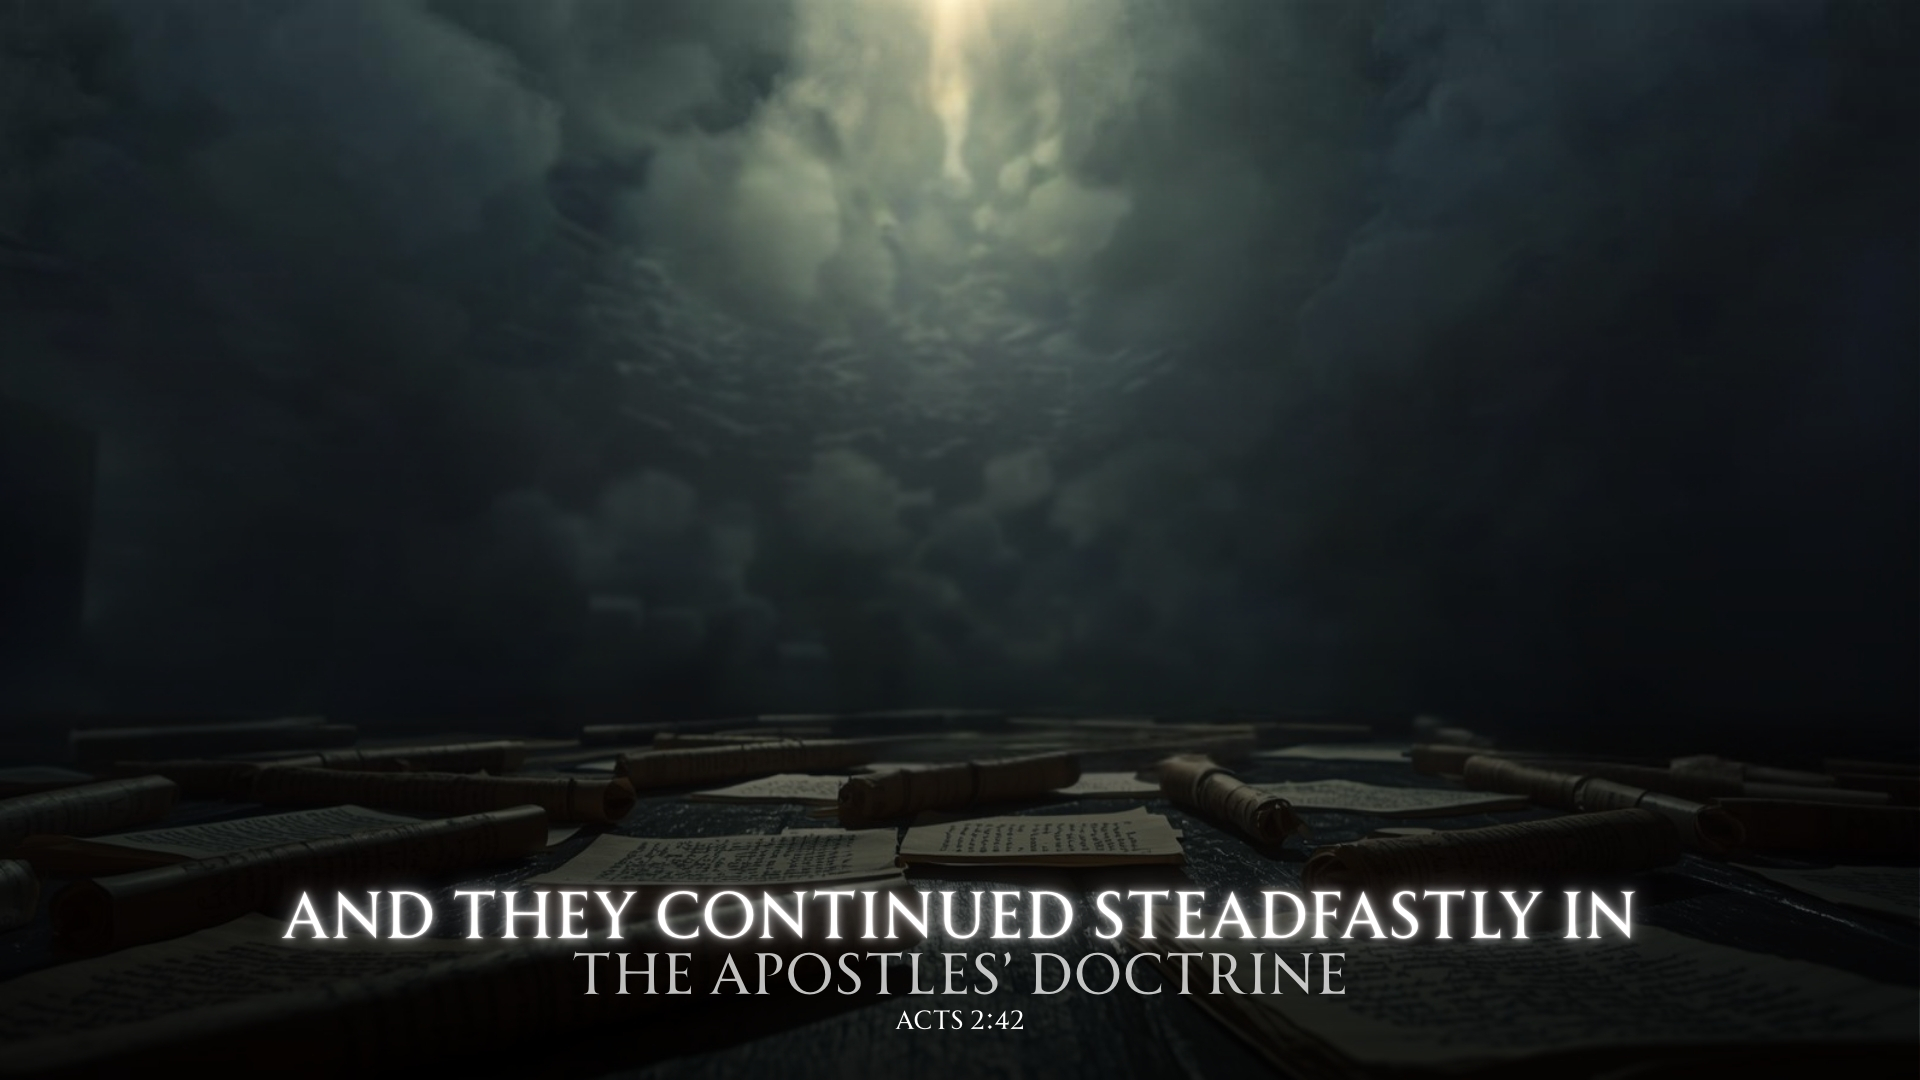 AND THEY CONTINUED STEADFASTLY IN
THE APOSTLES’ DOCTRINE
ACTS 2:42